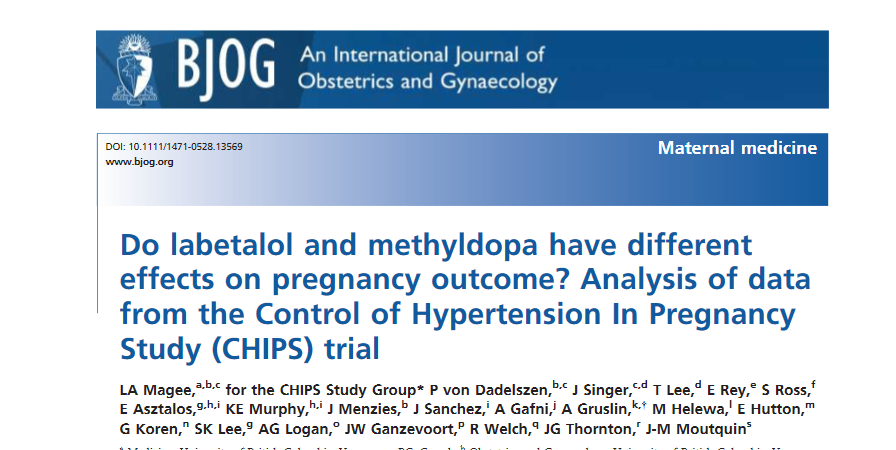 BJOG An International Journal of
Obstetrics and Gynaecology
DOI: 10.1111/1471-0528.13569
www.bjog.org
Maternal medicine
Do labetalol and methyldopa have different
effects on pregnancy outcome? Analysis of data
from the Control of Hypertension In Pregnancy
Study (CHIPS) trial
LA Magee,a,b,c for the CHIPS Study Group* P von Dadelszen,b,c J Singer,c,d T Lee,d E Rey,e S Ross,f
E Asztalos,g,h,i KE Murphy,h,i J Menzies,b J Sanchez,i A Gafni,j A Gruslin,k,† M Helewa,l E Hutton,m
G Koren,n SK Lee,g AG Logan,o JW Ganzevoort,p R Welch,q JG Thornton,r J-M Moutquins